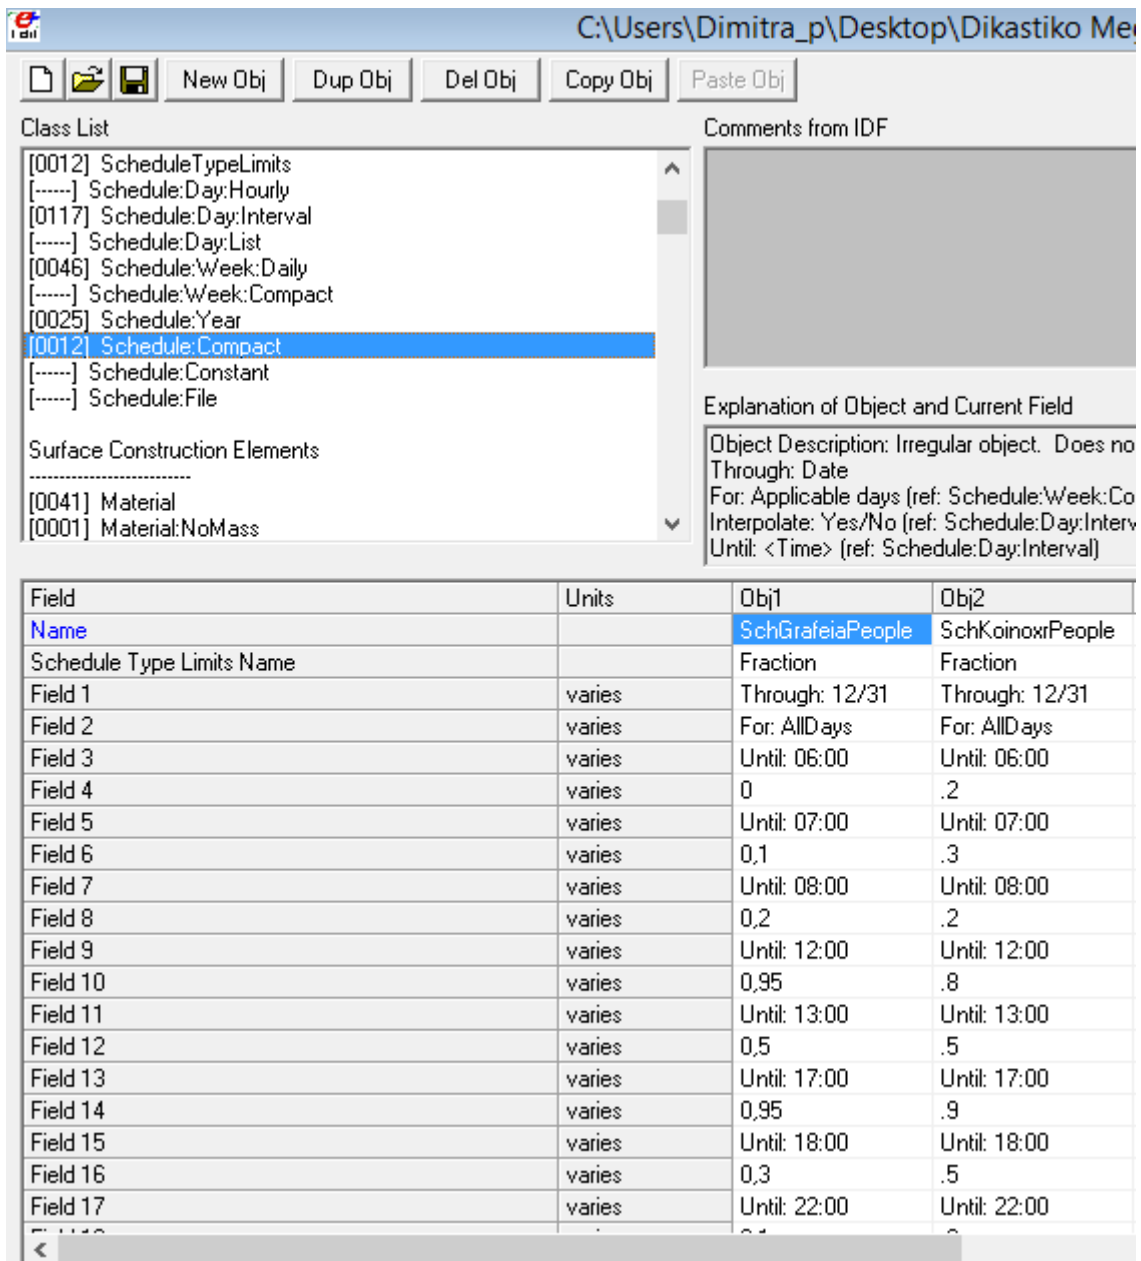 C:\Users\Dimitra_p\Desktop\Dikastiko Me
New Obj Dup Obj Del Obj Copy Obj Paste Obj
Class List
Comments from IDF
[0012] ScheduleTypeLimits
[------] Schedule:Day:Hourly
[0117] Schedule:Day:Interval
[------] Schedule:Day:List
[0046] Schedule:Week:Daily
[------] Schedule:Week:Compact
[0025] Schedule:Year
[0012] Schedule:Compact
[------] Schedule:Constant
[------] Schedule:File
Surface Construction Elements
---------------------------
[0041] Material
[0001] Material:NoMass
Explanation of Object and Current Field
Object Description: Irregular object. Does no
Through: Date
For: Applicable days (ref: Schedule:Week:Co
Interpolate: Yes/No (ref: Schedule:Day:Interv
Until: <Time> (ref: Schedule:Day:Interval)
Field Units Obj1 Obj2
Name SchGrafeiaPeople SchKoinoxrPeople
Schedule Type Limits Name Fraction Fraction
Field 1 varies Through: 12/31 Through: 12/31
Field 2 varies For: AllDays For: AllDays
Field 3 varies Until: 06:00 Until: 06:00
Field 4 varies 0 .2
Field 5 varies Until: 07:00 Until: 07:00
Field 6 varies 0,1 .3
Field 7 varies Until: 08:00 Until: 08:00
Field 8 varies 0,2 .2
Field 9 varies Until: 12:00 Until: 12:00
Field 10 varies 0,95 .8
Field 11 varies Until: 13:00 Until: 13:00
Field 12 varies 0,5 .5
Field 13 varies Until: 17:00 Until: 17:00
Field 14 varies 0,95 .9
Field 15 varies Until: 18:00 Until: 18:00
Field 16 varies 0,3 .5
Field 17 varies Until: 22:00 Until: 22:00